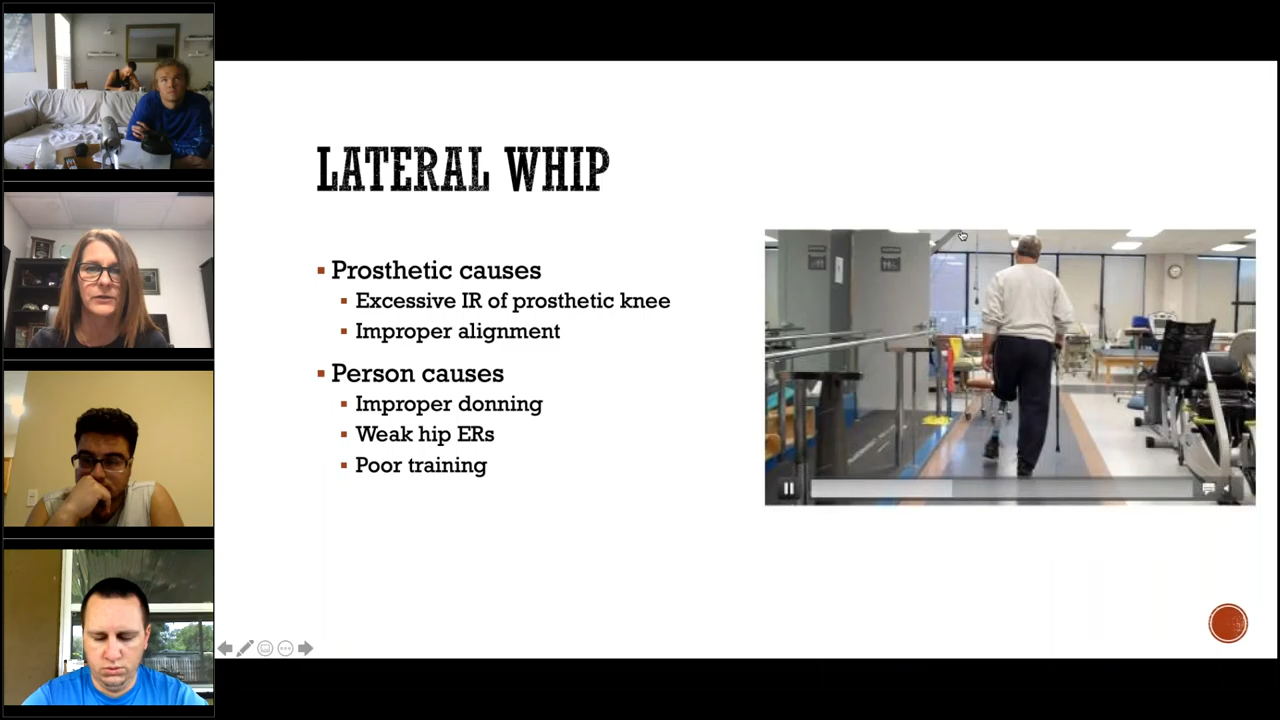 LATERAL WHIP
Prosthetic causes
Excessive IR of prosthetic knee
Improper alignment
Person causes
Improper donning
Weak hip ERs
Poor training